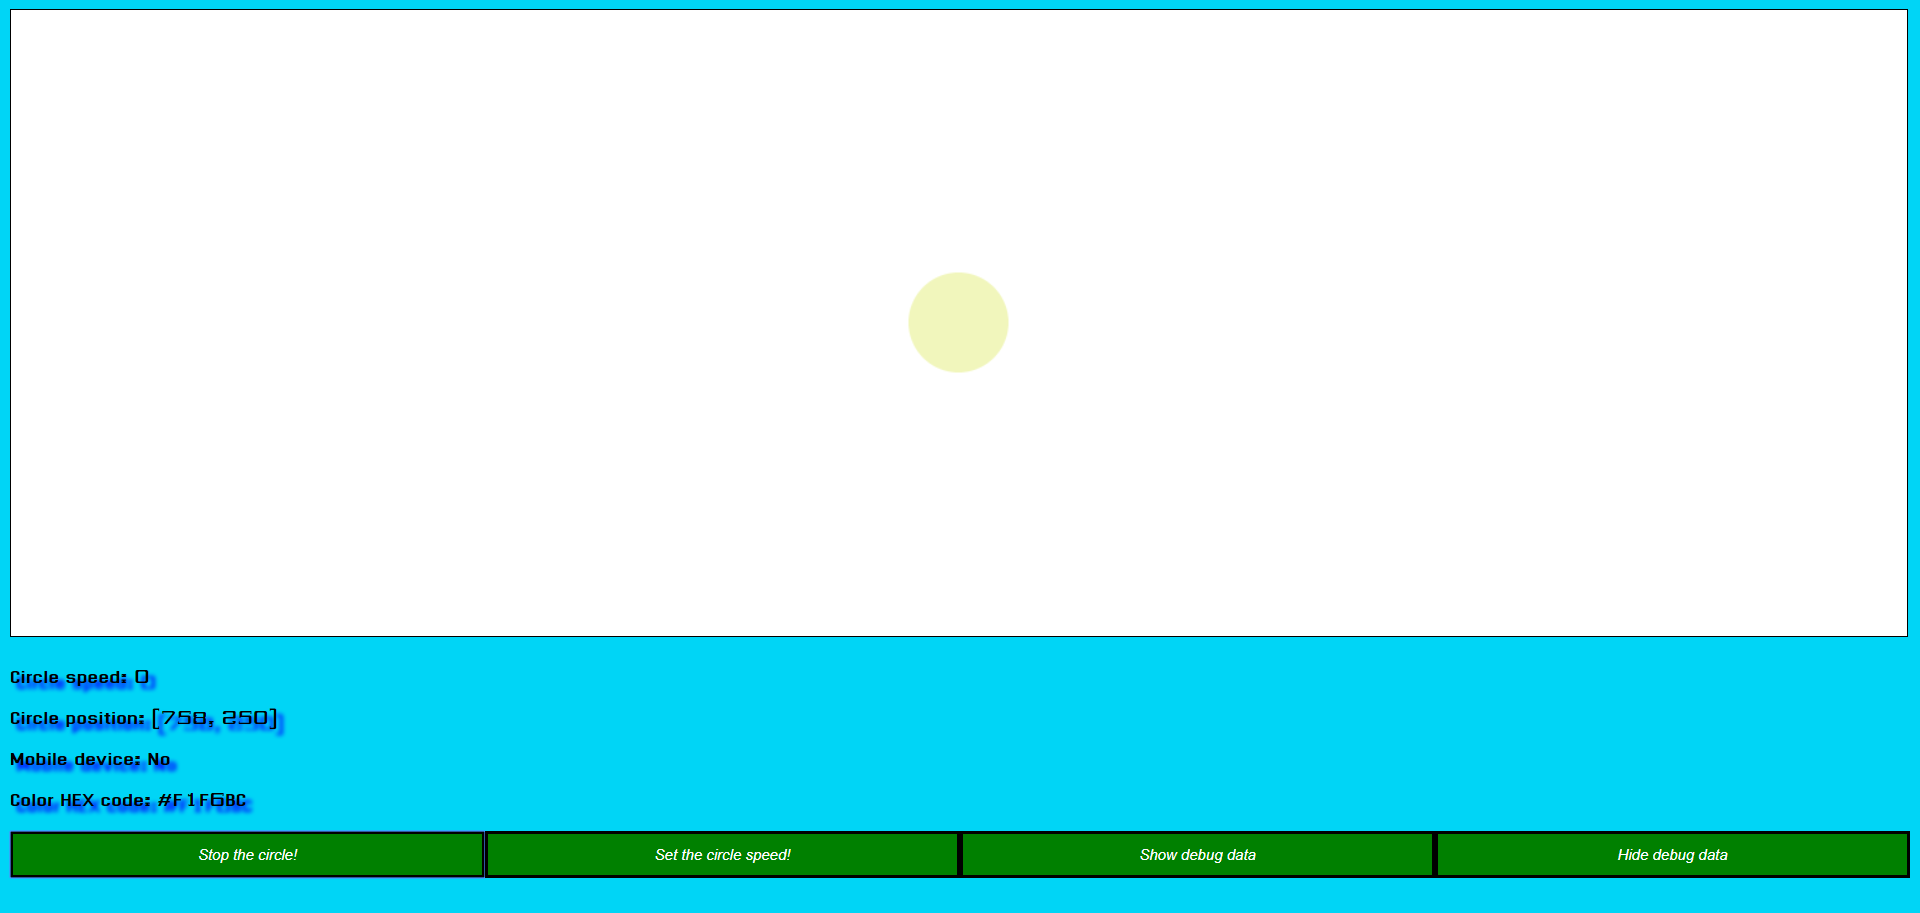 Circle speed: 0
Circle position: [758, 250]
Mobile device: No
Color HEX code: #F1F6BC
Stop the circle!
Set the circle speed!
Show debug data
Hide debug data